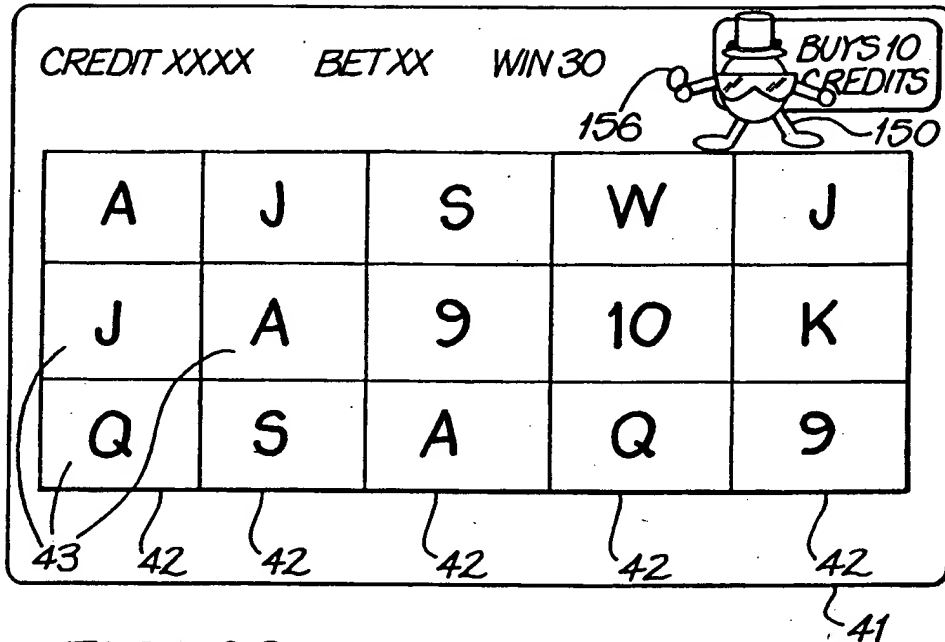 CREDIT XXXX BET XX WIN 30 BUYS 10
CREDITS
156 150
A J S W J
J A 9 10 K
Q S A Q 9
43 42 42 42 42 42
41